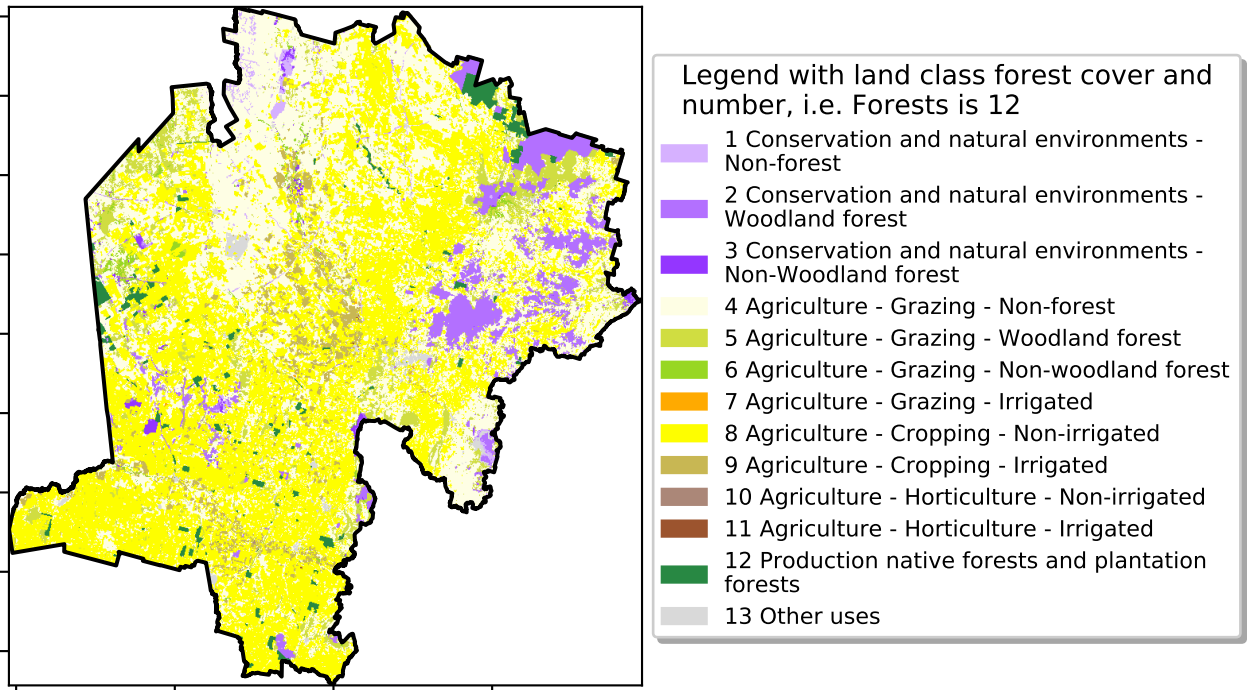 Legend with land class forest cover and
number, i.e. Forests is 12
1 Conservation and natural environments -
Non-forest
2 Conservation and natural environments -
Woodland forest
3 Conservation and natural environments -
Non-Woodland forest
4 Agriculture - Grazing - Non-forest
5 Agriculture - Grazing - Woodland forest
6 Agriculture - Grazing - Non-woodland forest
7 Agriculture - Grazing - Irrigated
8 Agriculture - Cropping - Non-irrigated
9 Agriculture - Cropping - Irrigated
10 Agriculture - Horticulture - Non-irrigated
11 Agriculture - Horticulture - Irrigated
12 Production native forests and plantation
forests
13 Other uses